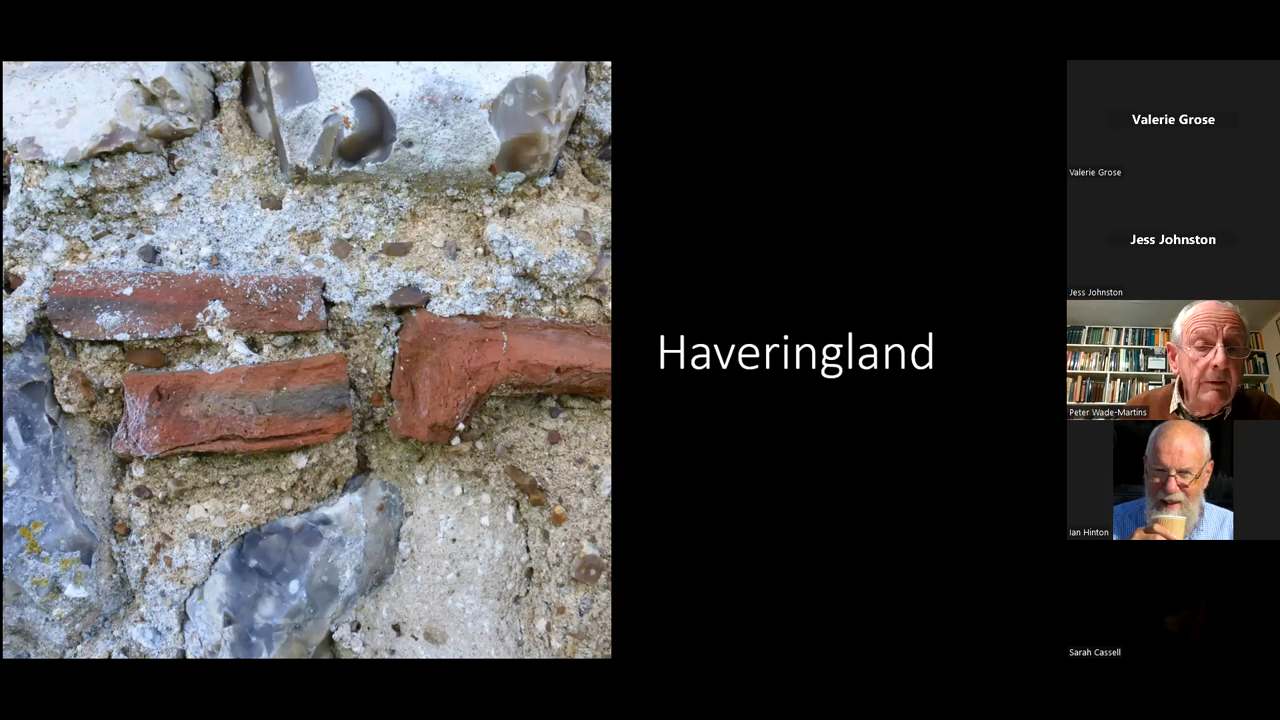 Haveringland
Valerie Grose
Valerie Grose
Jess Johnston
Jess Johnston
Peter Wade-Martins
Ian Hinton
Sarah Cassell